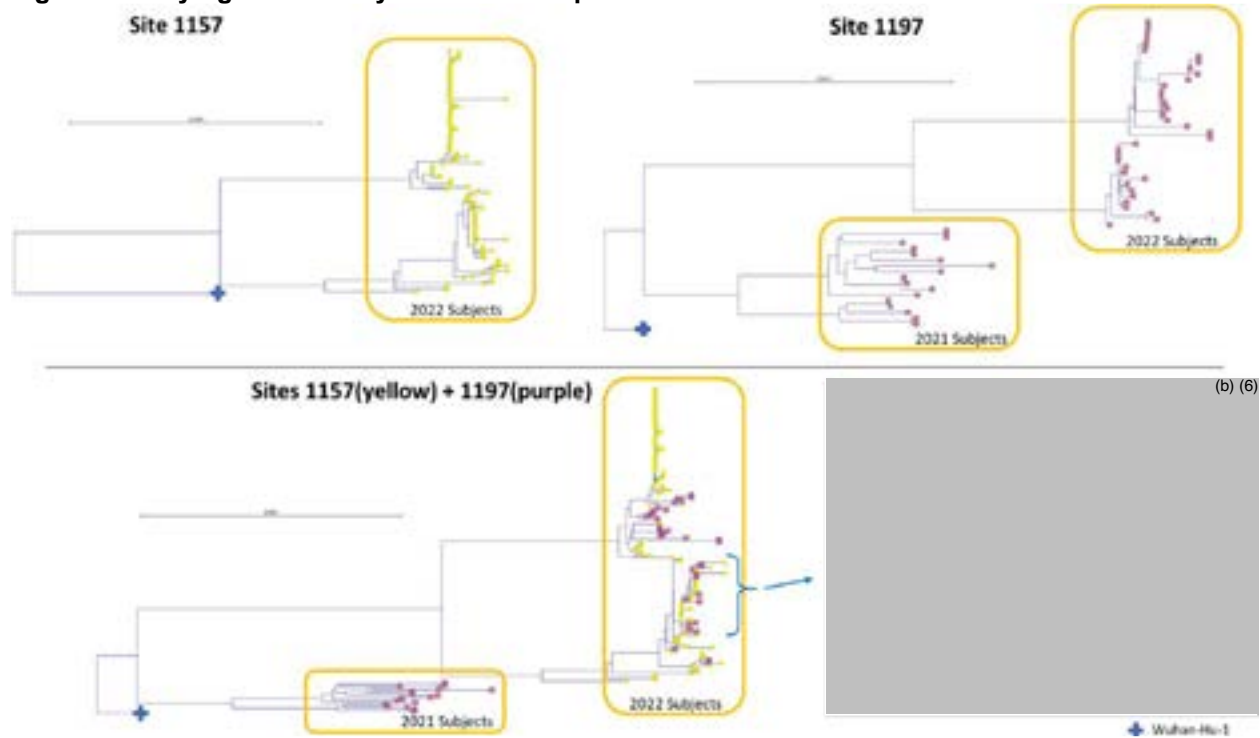 Site 1157
Site 1197
2022 Subjects
2022 Subjects
2021 Subjects
Sites 1157(yellow) + 1197(purple)
(b) (6)
2021 Subjects
2022 Subjects
Wuhan-Hu-1